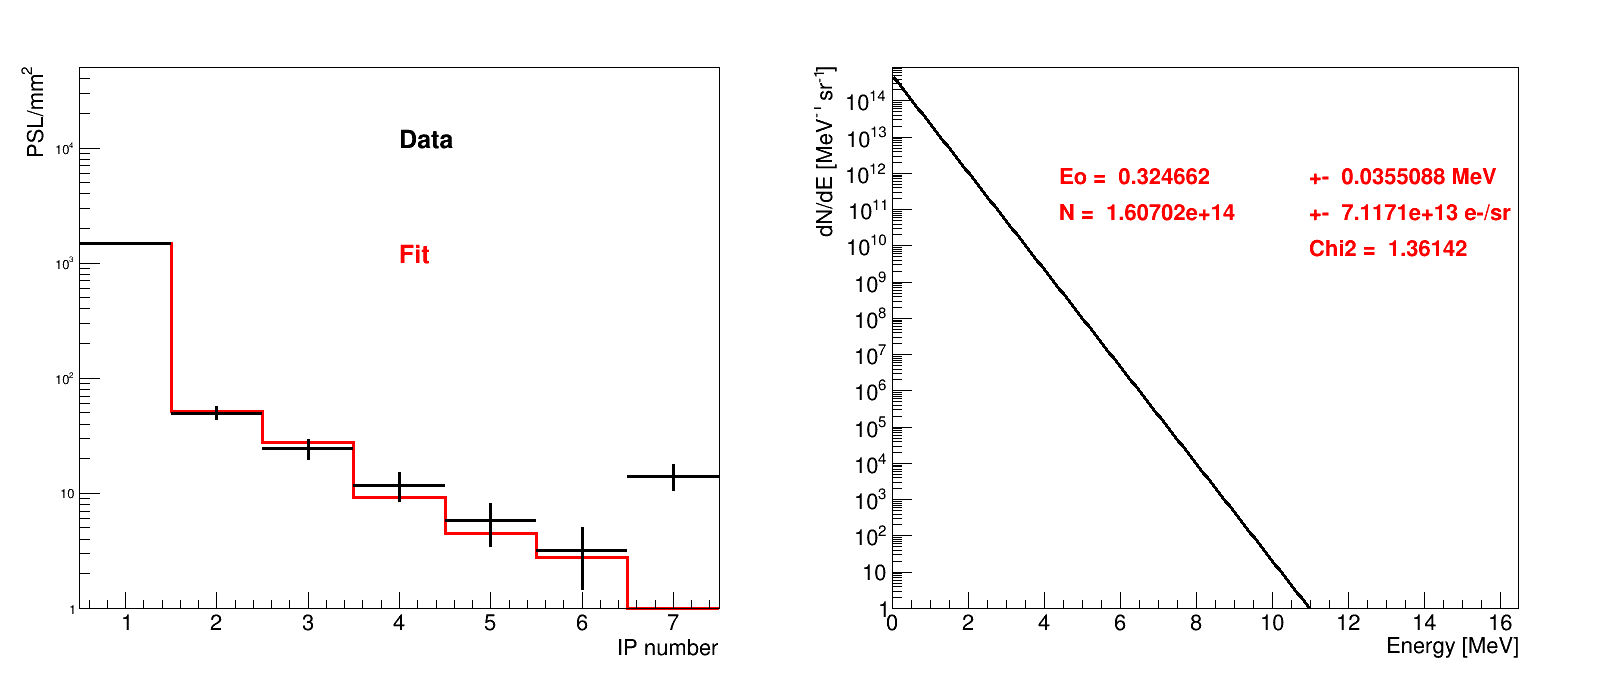 PSL/mm²
10⁴
10³
10²
10
1
Data
Fit
1 2 3 4 5 6 7
IP number
dN/dE [MeV⁻¹ sr⁻¹]
10¹⁴
10¹³
10¹²
10¹¹
10¹⁰
10⁹
10⁸
10⁷
10⁶
10⁵
10⁴
10³
10²
10
1
Eo = 0.324662 +- 0.0355088 MeV
N = 1.60702e+14 +- 7.1171e+13 e-/sr
Chi2 = 1.36142
0 2 4 6 8 10 12 14 16
Energy [MeV]